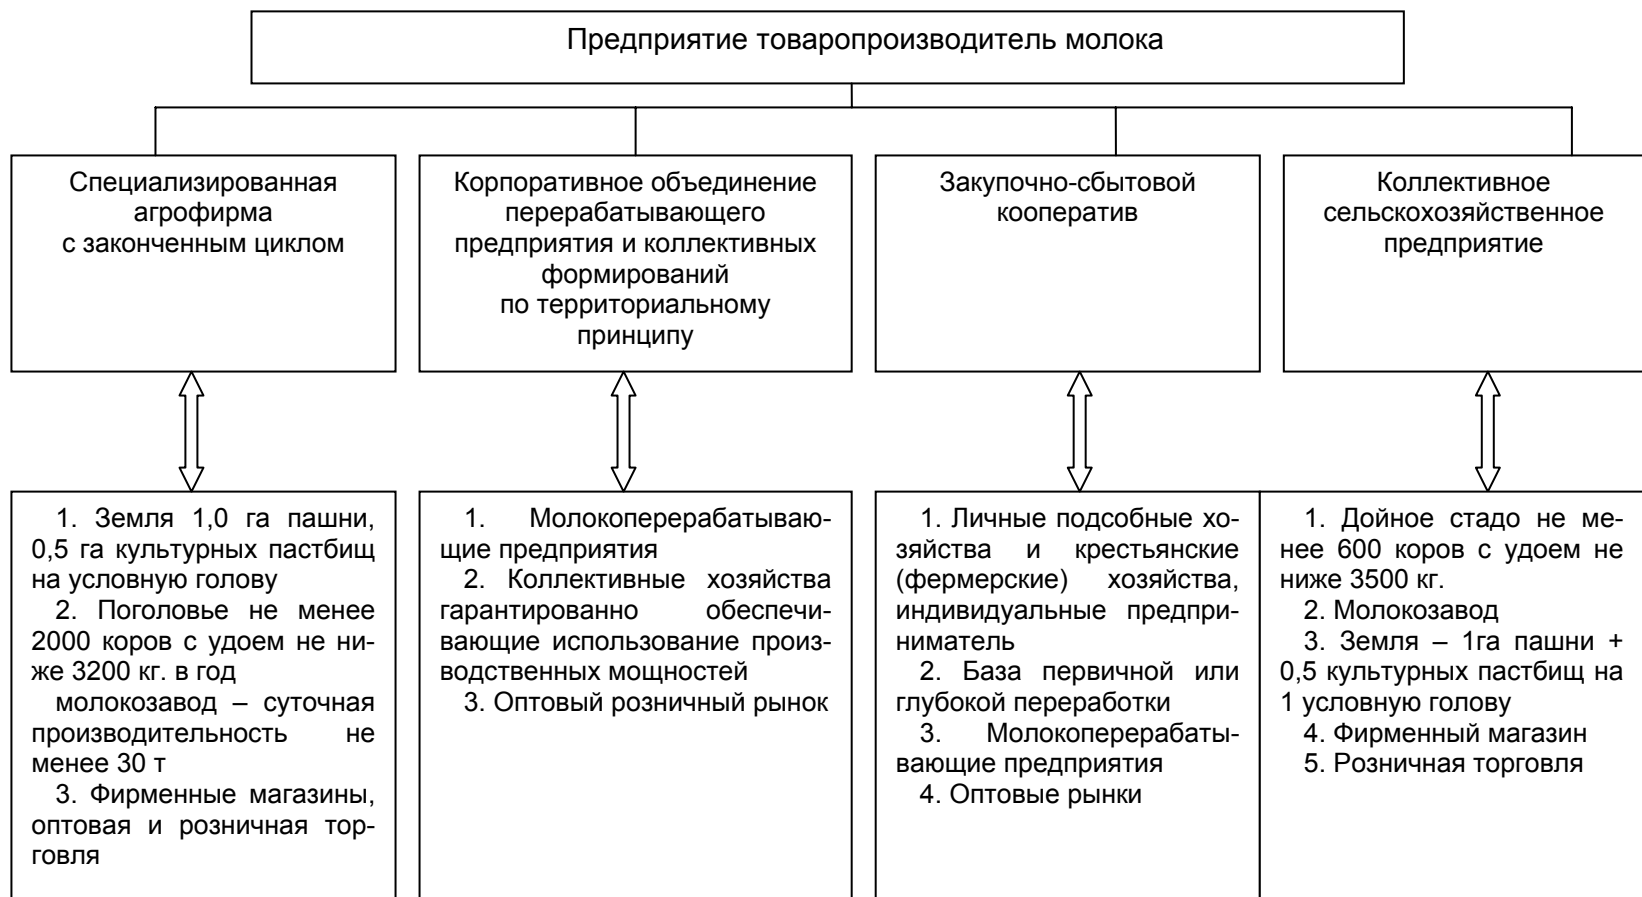 Предприятие товаропроизводитель молока
Специализированная
агрофирма
с законченным циклом
Корпоративное объединение
перерабатывающего
предприятия и коллективных
формирований
по территориальному
принципу
Закупочно-сбытовой
кооператив
Коллективное
сельскохозяйственное
предприятие
1. Земля 1,0 га пашни,
0,5 га культурных пастбищ
на условную голову
2. Поголовье не менее
2000 коров с удоем не ни-
же 3200 кг. в год
молокозавод – суточная
производительность не
менее 30 т
3. Фирменные магазины,
оптовая и розничная тор-
говля
1. Молокоперерабатываю-
щие предприятия
2. Коллективные хозяйства
гарантированно обеспечи-
вающие использование произ-
водственных мощностей
3. Оптовый розничный рынок
1. Личные подсобные хо-
зяйства и крестьянские
(фермерские) хозяйства,
индивидуальные предпри-
ниматель
2. База первичной или
глубокой переработки
3. Молокоперерабаты-
вающие предприятия
4. Оптовые рынки
1. Дойное стадо не ме-
нее 600 коров с удоем не
ниже 3500 кг.
2. Молокозавод
3. Земля – 1га пашни +
0,5 культурных пастбищ на
1 условную голову
4. Фирменный магазин
5. Розничная торговля